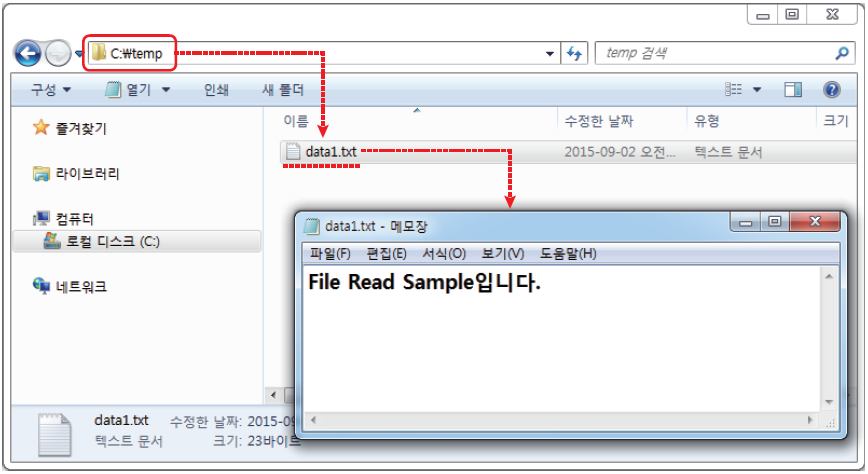 C:₩temp
temp 검색
구성 열기 인쇄 새 폴더
이름 수정한 날짜 유형 크기
즐겨찾기
data1.txt 2015-09-02 오전... 텍스트 문서
라이브러리
컴퓨터
로컬 디스크 (C:)
네트워크
data1.txt - 메모장
파일(F) 편집(E) 서식(O) 보기(V) 도움말(H)
File Read Sample입니다.
data1.txt 수정한 날짜: 2015-09
텍스트 문서 크기: 23바이트